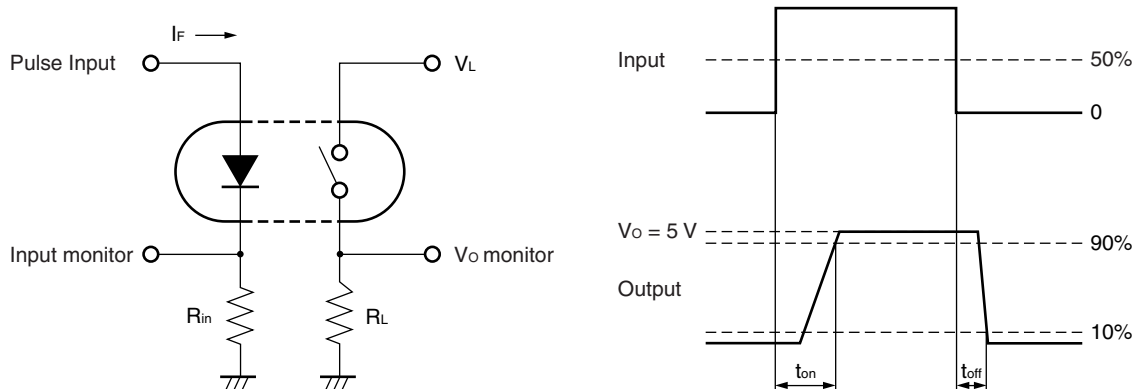 IF
Pulse Input
VL
Input monitor
VO monitor
Rin
RL
Input
50%
0
VO = 5 V
90%
Output
10%
ton
toff